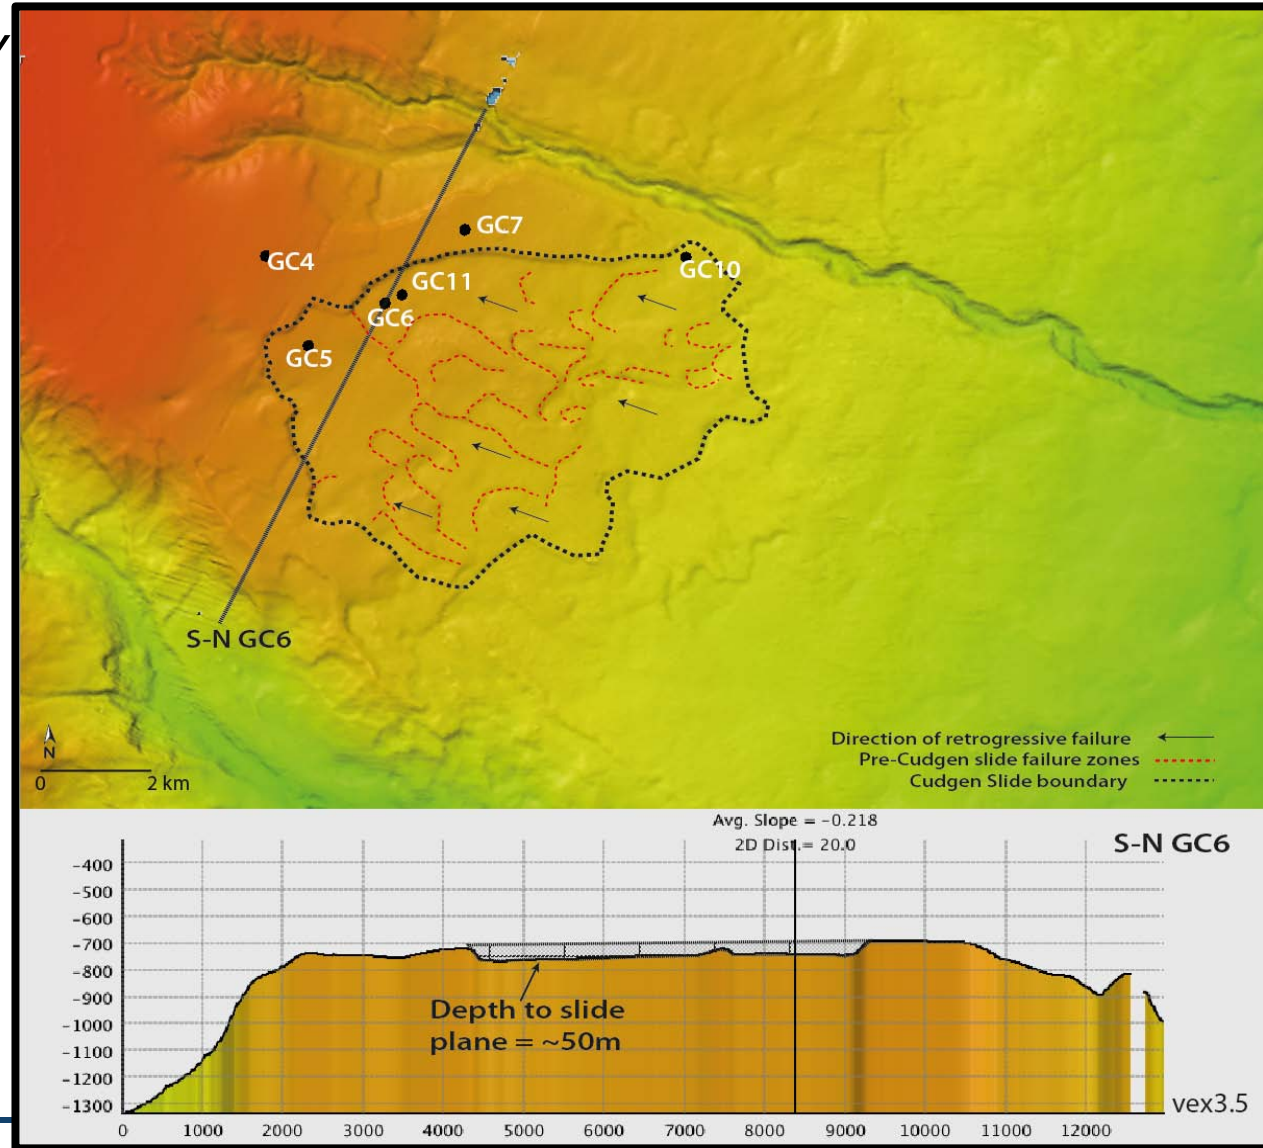 Y
GC7
GC4
GC10
GC11
GC6
GC5
S-N GC6
N
0 2 km
Direction of retrogressive failure
Pre-Cudgen slide failure zones
Cudgen Slide boundary
Avg. Slope = -0.218
2D Dist.= 20.0
S-N GC6
-400
-500
-600
-700
-800
-900
-1000
-1100
-1200
-1300
Depth to slide
plane = ~50m
vex3.5
0 1000 2000 3000 4000 5000 6000 7000 8000 9000 10000 11000 12000